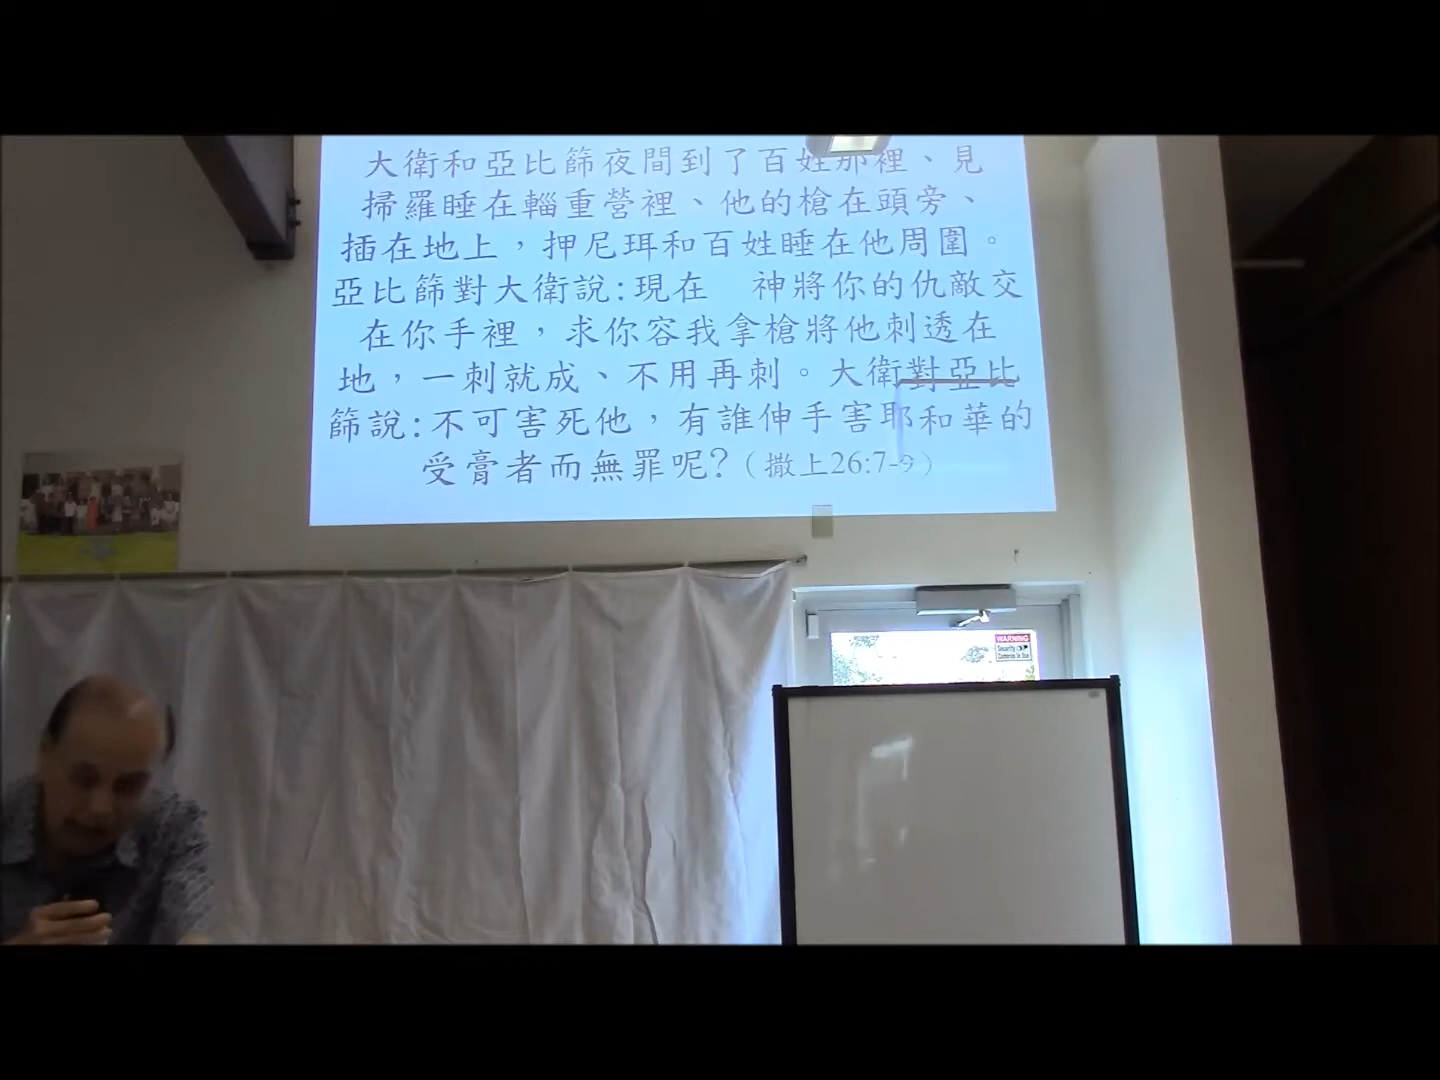 大衛和亞比篩夜間到了百姓那裡、見
掃羅睡在輜重營裡、他的槍在頭旁、
插在地上，押尼珥和百姓睡在他周圍。
亞比篩對大衛說:現在　神將你的仇敵交
在你手裡，求你容我拿槍將他刺透在
地，一刺就成、不用再刺。大衛對亞比
篩說:不可害死他，有誰伸手害耶和華的
受膏者而無罪呢?（撒上26:7-9）
WARNING
Security
Cameras In Use